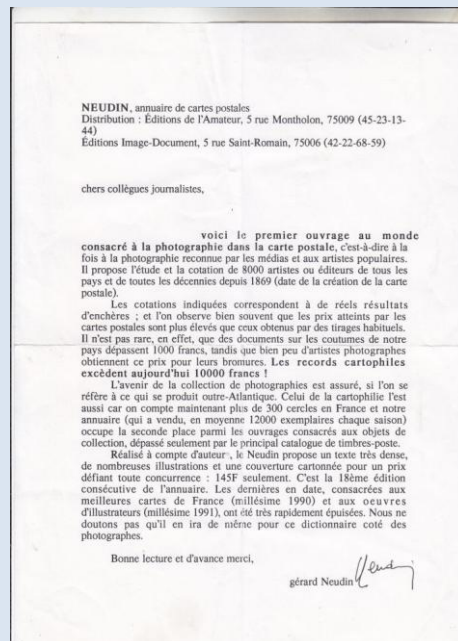 NEUDIN, annuaire de cartes postales
Distribution : Éditions de l'Amateur, 5 rue Montholon, 75009 (45-23-13-
44)
Éditions Image-Document, 5 rue Saint-Romain, 75006 (42-22-68-59)
chers collègues journalistes,
voici le premier ouvrage au monde
consacré à la photographie dans la carte postale, c'est-à-dire à la
fois à la photographie reconnue par les médias et aux artistes populaires.
Il propose l'étude et la cotation de 8000 artistes ou éditeurs de tous les
pays et de toutes les décennies depuis 1869 (date de la création de la carte
postale).
Les cotations indiquées correspondent à de réels résultats
d'enchères ; et l'on observe bien souvent que les prix atteints par les
cartes postales sont plus élevés que ceux obtenus par des tirages habituels.
Il n'est pas rare, en effet, que des documents sur les coutumes de notre
pays dépassent 1000 francs, tandis que bien peu d'artistes photographes
obtiennent ce prix pour leurs bromures. Les records cartophiles
excèdent aujourd'hui 10000 francs !
L'avenir de la collection de photographies est assuré, si l'on se
réfère à ce qui se produit outre-Atlantique. Celui de la cartophilie l'est
aussi car on compte maintenant plus de 300 cercles en France et notre
annuaire (qui a vendu, en moyenne 12000 exemplaires chaque saison)
occupe la seconde place parmi les ouvrages consacrés aux objets de
collection, dépassé seulement par le principal catalogue de timbres-poste.
Réalisé à compte d'auteur, le Neudin propose un texte très dense,
de nombreuses illustrations et une couverture cartonnée pour un prix
défiant toute concurrence : 145F seulement. C'est la 18ème édition
consécutive de l'annuaire. Les dernières en date, consacrées aux
meilleures cartes de France (millésime 1990) et aux oeuvres
d'illustrateurs (millésime 1991), ont été très rapidement épuisées. Nous ne
doutons pas qu'il en ira de même pour ce dictionnaire coté des
photographes.
Bonne lecture et d'avance merci,
gérard Neudin
Neudin